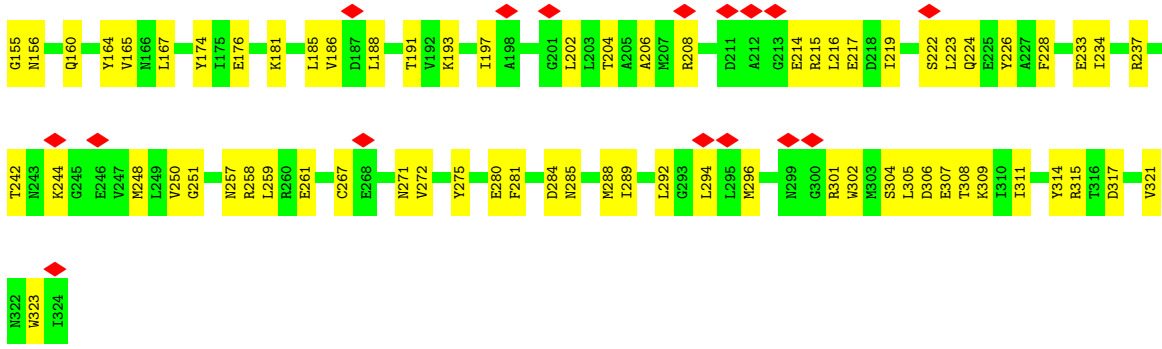 G155 N156 Q160 Y164 V165 N166 L167 Y174 I175 E176 K181 L185 V186 D187 L188 T191 V192 K193 I197 A198 G201 L202 L203 T204 A205 A206 M207 R208 D211 A212 G213 E214 R215 L216 E217 D218 I219 S222 L223 Q224 E225 Y226 A227 F228 E233 I234 R237
T242 N243 K244 G245 E246 V247 M248 L249 V250 G251 N257 R258 L259 R260 E261 C267 E268 N271 V272 Y275 E280 F281 D284 N285 M288 I289 L292 G293 L294 L295 M296 N299 G300 R301 W302 M303 S304 L305 D306 E307 T308 K309 I310 I311 Y314 R315 T316 D317 V321
N322 W323 I324